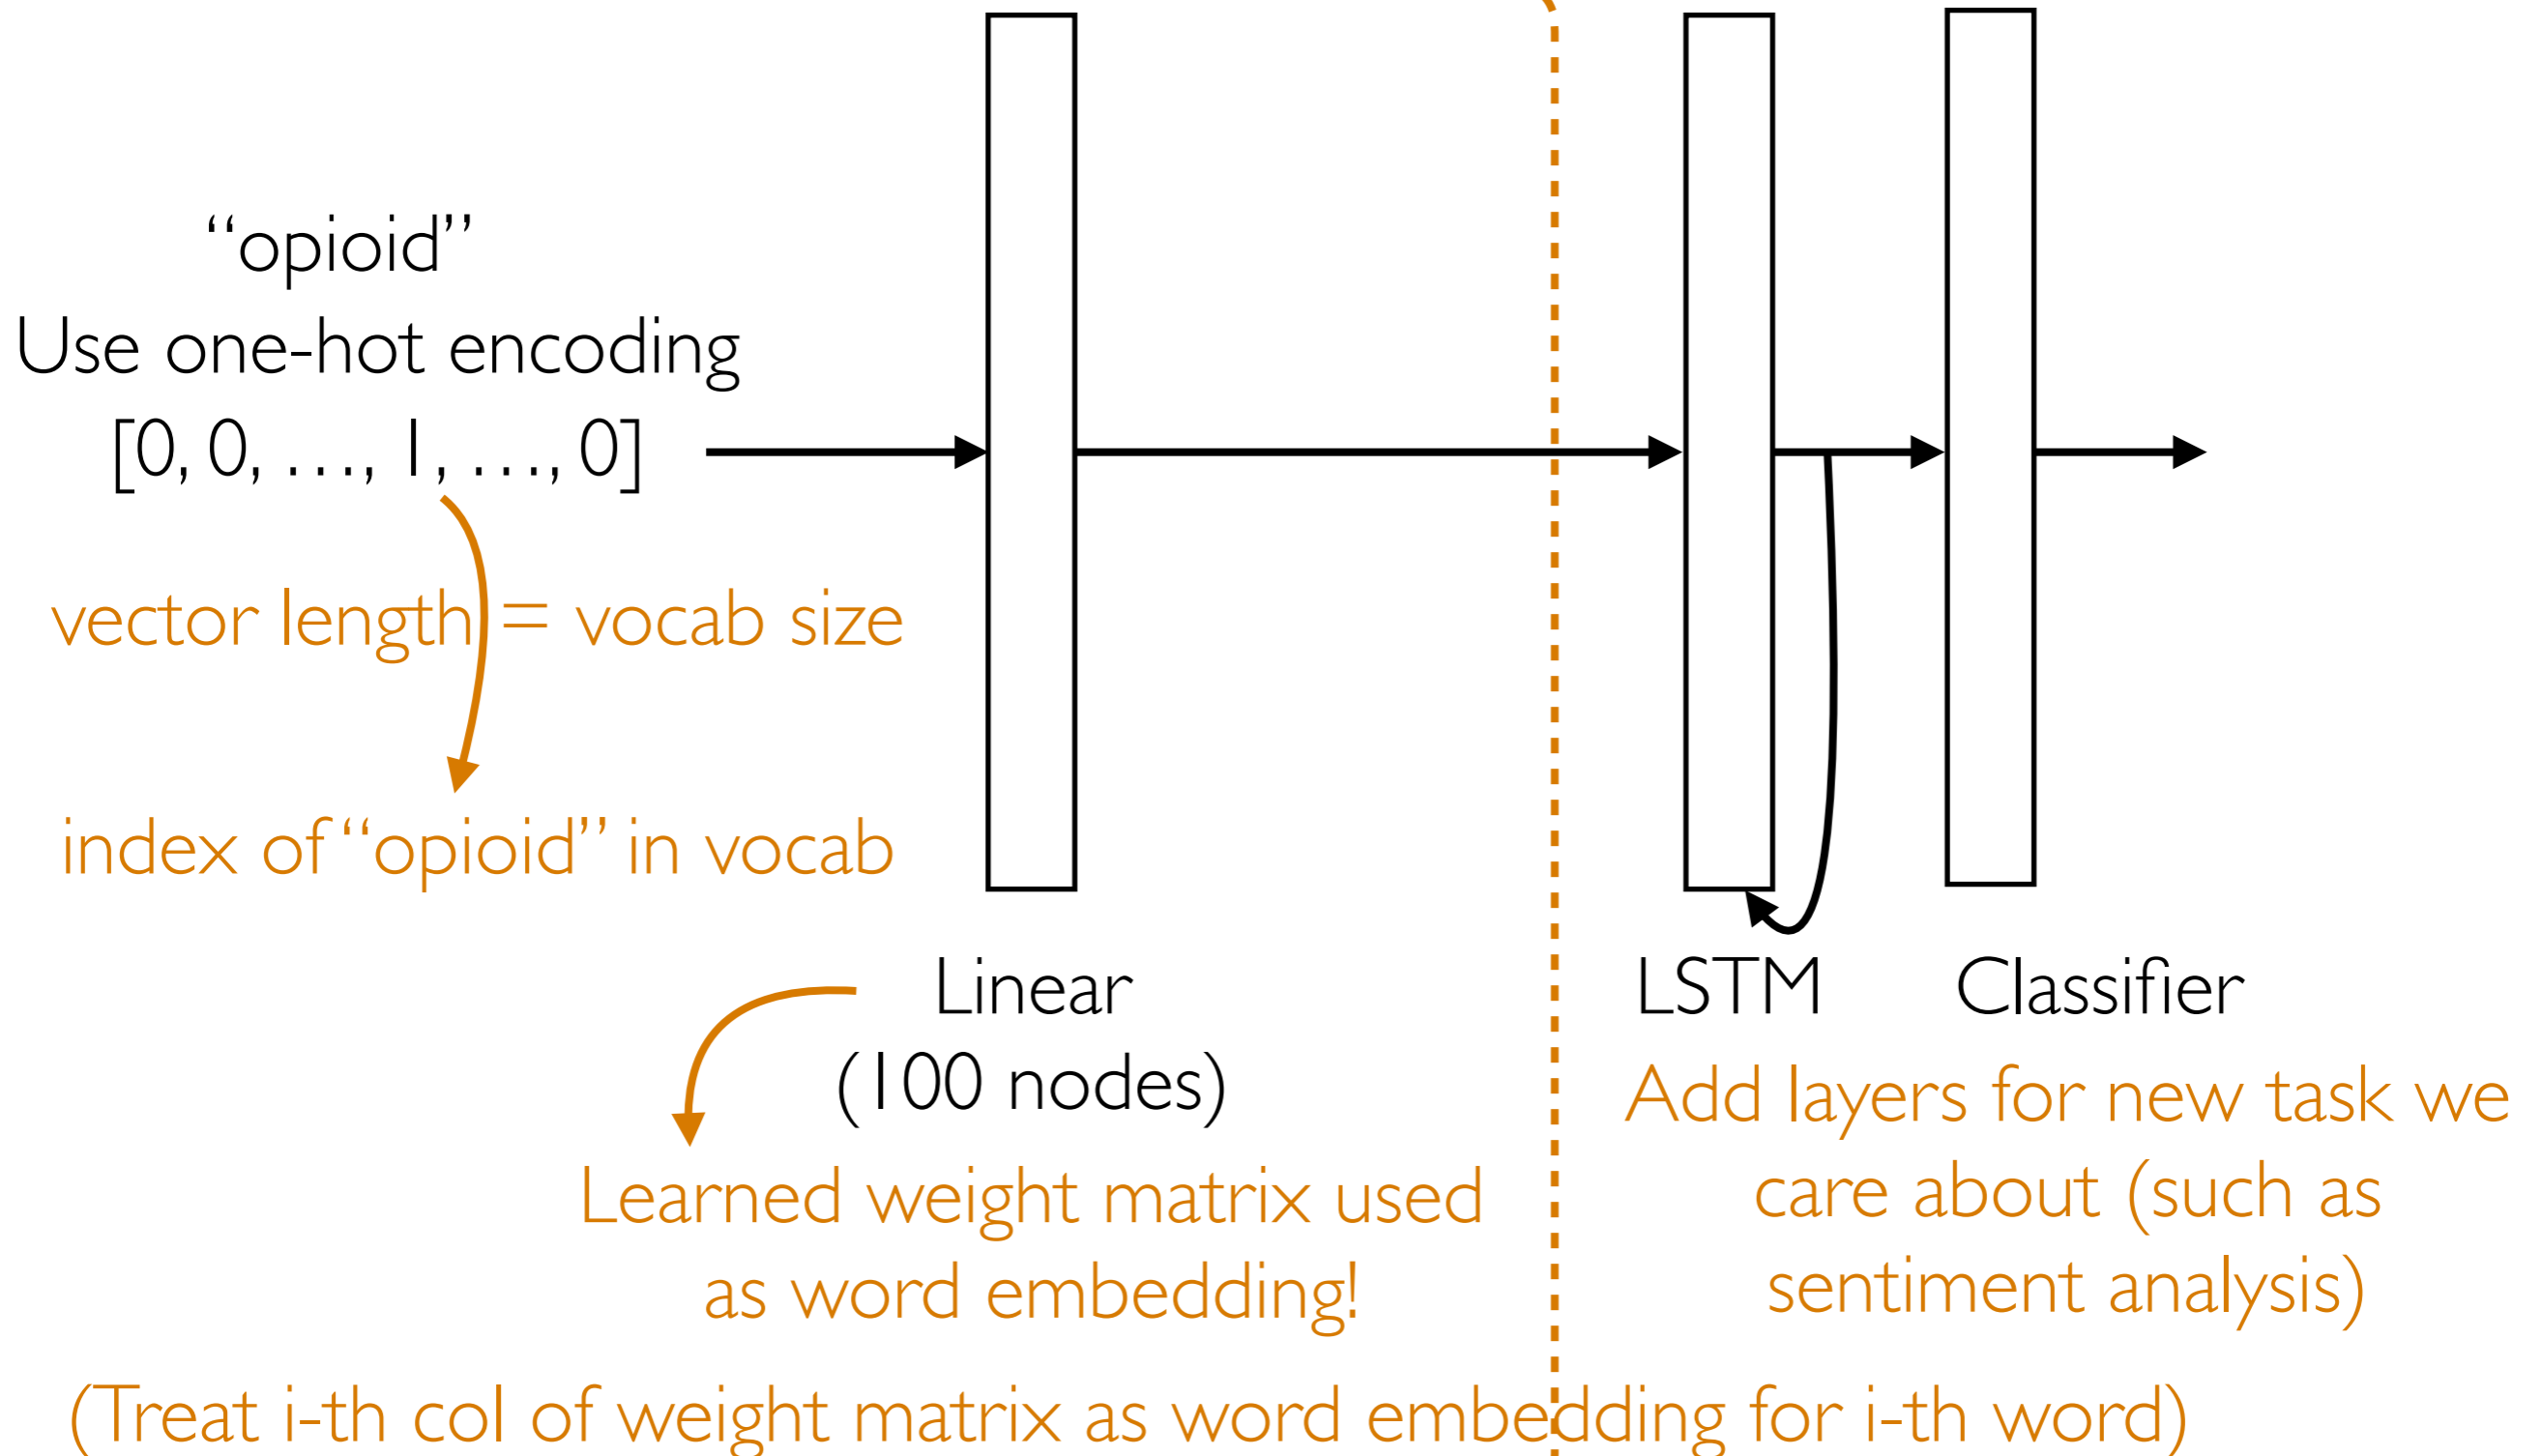 “opioid”
Use one-hot encoding
[0, 0, …, 1, …, 0]
vector length = vocab size
index of “opioid” in vocab
Linear
(100 nodes)
Learned weight matrix used
as word embedding!
LSTM
Classifier
Add layers for new task we
care about (such as
sentiment analysis)
(Treat i-th col of weight matrix as word embedding for i-th word)